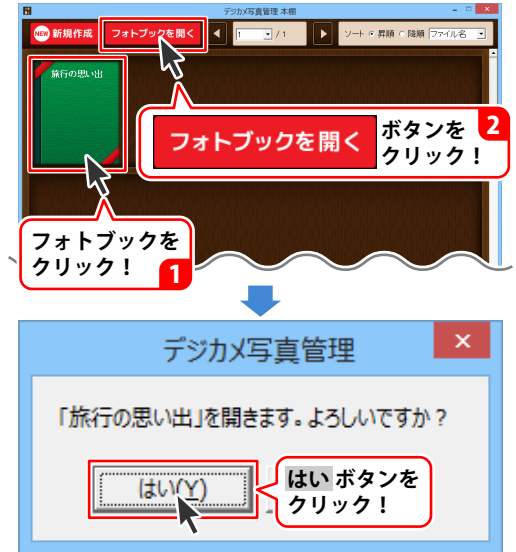 デジカメ写真管理 本棚
NEW 新規作成 フォトブックを開く 1 / 1 ソート 昇順 降順 ファイル名
旅行の思い出
フォトブックを開く ボタンを
クリック！
2
フォトブックを
クリック！
1
デジカメ写真管理
「旅行の思い出」を開きます。よろしいですか？
はい(Y)
はい ボタンを
クリック！